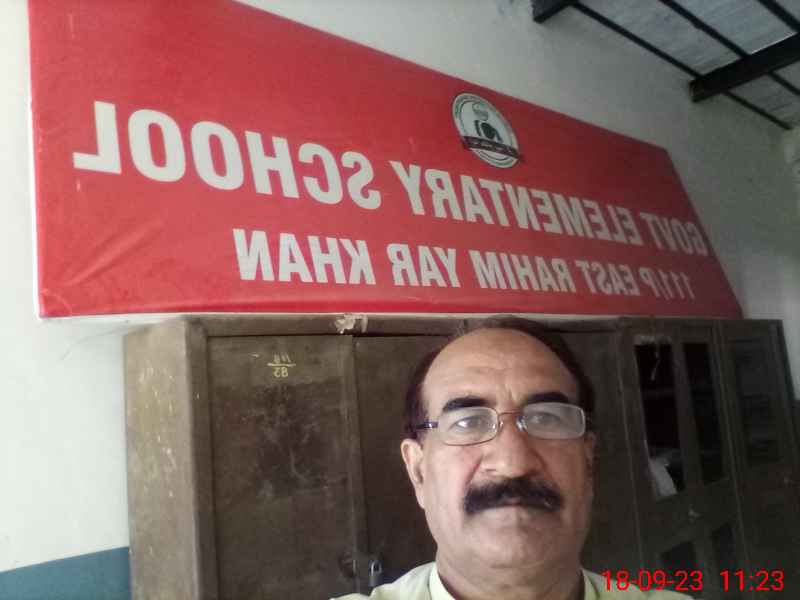 GOVT ELEMENTARY SCHOOL
111/P EAST RAHIM YAR KHAN
18-09-23 11:23